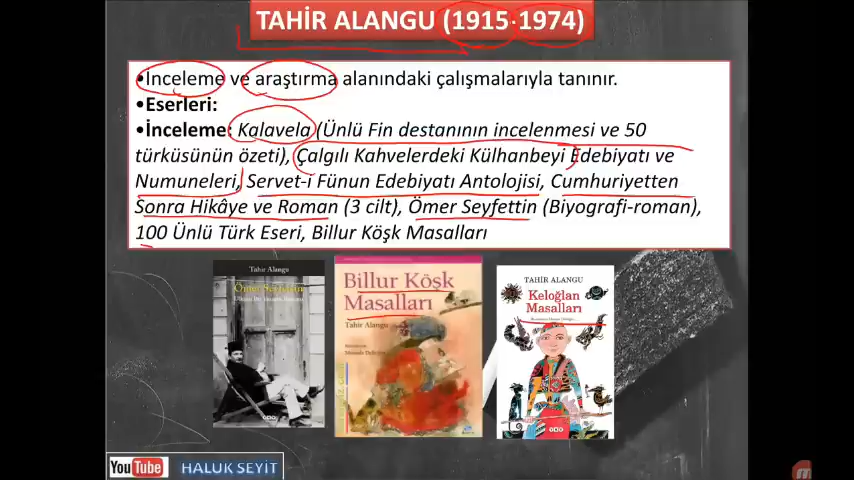 TAHİR ALANGU (1915-1974)
•İnceleme ve araştırma alanındaki çalışmalarıyla tanınır.
•Eserleri:
•İnceleme: Kalavela (Ünlü Fin destanının incelenmesi ve 50
türküsünün özeti), Çalgılı Kahvelerdeki Külhanbeyi Edebiyatı ve
Numuneleri, Servet-i Fünun Edebiyatı Antolojisi, Cumhuriyetten
Sonra Hikâye ve Roman (3 cilt), Ömer Seyfettin (Biyografi-roman),
100 Ünlü Türk Eseri, Billur Köşk Masalları
Tahir Alangu
Ömer Seyfettin
Billur Köşk
Masalları
Tahir Alangu
TAHİR ALANGU
Keloğlan
Masalları
YouTube
HALUK SEYİT